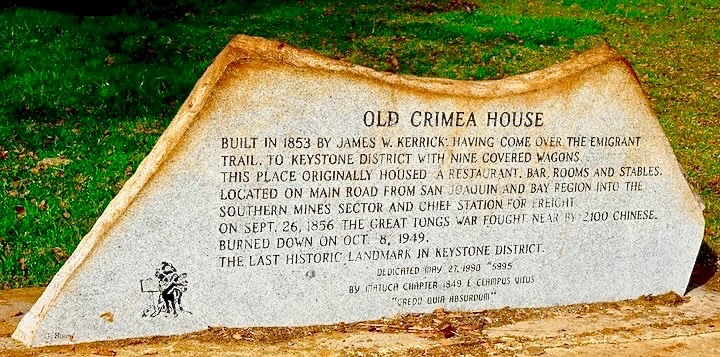 OLD CRIMEA HOUSE
BUILT IN 1853 BY JAMES W. KERRICK; HAVING COME OVER THE EMIGRANT
TRAIL, TO KEYSTONE DISTRICT WITH NINE COVERED WAGONS.
THIS PLACE ORIGINALLY HOUSED A RESTAURANT, BAR, ROOMS AND STABLES.
LOCATED ON MAIN ROAD FROM SAN JOAQUIN AND BAY REGION INTO THE
SOUTHERN MINES SECTOR AND CHIEF STATION FOR FREIGHT.
ON SEPT. 26, 1856 THE GREAT TONGS WAR FOUGHT NEAR BY 2100 CHINESE.
BURNED DOWN ON OCT. 8, 1949.
THE LAST HISTORIC LANDMARK IN KEYSTONE DISTRICT.
DEDICATED MAY 27, 1990 "5995
BY MATUCA CHAPTER 1849 E CLAMPUS VITUS
"CREDO QUIA ABSURDUM"